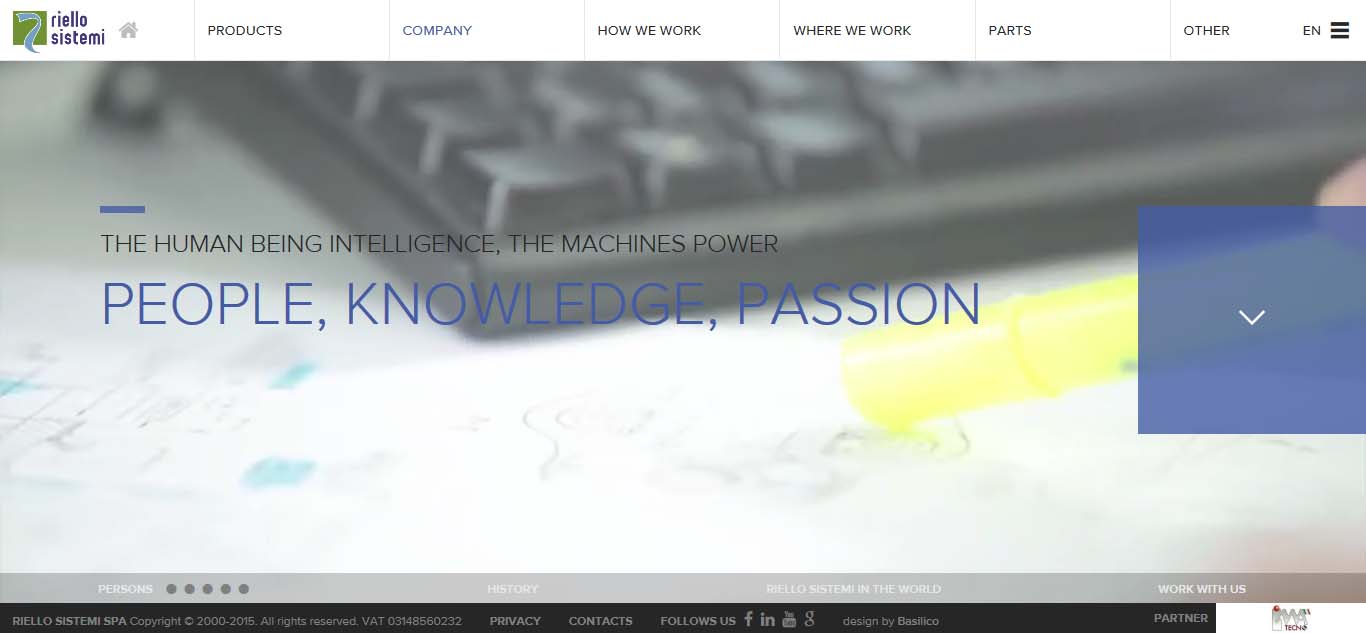 riello
sistemi
PRODUCTS
COMPANY
HOW WE WORK
WHERE WE WORK
PARTS
OTHER
EN
THE HUMAN BEING INTELLIGENCE, THE MACHINES POWER
PEOPLE, KNOWLEDGE, PASSION
PERSONS
HISTORY
RIELLO SISTEMI IN THE WORLD
WORK WITH US
RIELLO SISTEMI SPA Copyright © 2000-2015. All rights reserved. VAT 03148560232
PRIVACY
CONTACTS
FOLLOWS US
design by Basilico
PARTNER
TECNO